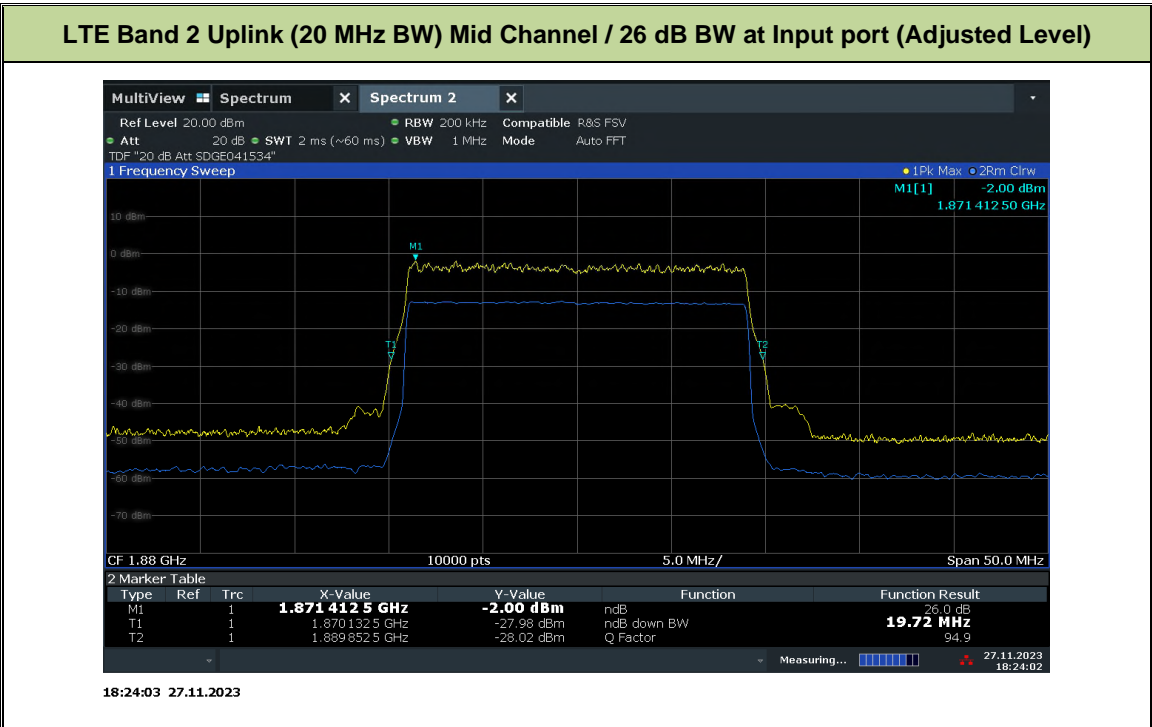 LTE Band 2 Uplink (20 MHz BW) Mid Channel / 26 dB BW at Input port (Adjusted Level)
MultiView Spectrum X Spectrum 2 X
Ref Level 20.00 dBm RBW 200 kHz Compatible R&S FSV
Att 20 dB SWT 2 ms (~60 ms) VBW 1 MHz Mode Auto FFT
TDF "20 dB Att SDGE041534"
1 Frequency Sweep 1Pk Max 2Rm Clrw
M1[1] -2.00 dBm
1.871 412 50 GHz
10 dBm
M1
0 dBm
-10 dBm
-20 dBm
T1 T2
-30 dBm
-40 dBm
-50 dBm
-60 dBm
-70 dBm
CF 1.88 GHz 10000 pts 5.0 MHz/ Span 50.0 MHz
2 Marker Table
Type Ref Trc X-Value Y-Value Function Function Result
M1 1 1.871 412 5 GHz -2.00 dBm ndB 26.0 dB
T1 1 1.870 132 5 GHz -27.98 dBm ndB down BW 19.72 MHz
T2 1 1.889 852 5 GHz -28.02 dBm Q Factor 94.9
Measuring... 27.11.2023
18:24:02
18:24:03 27.11.2023